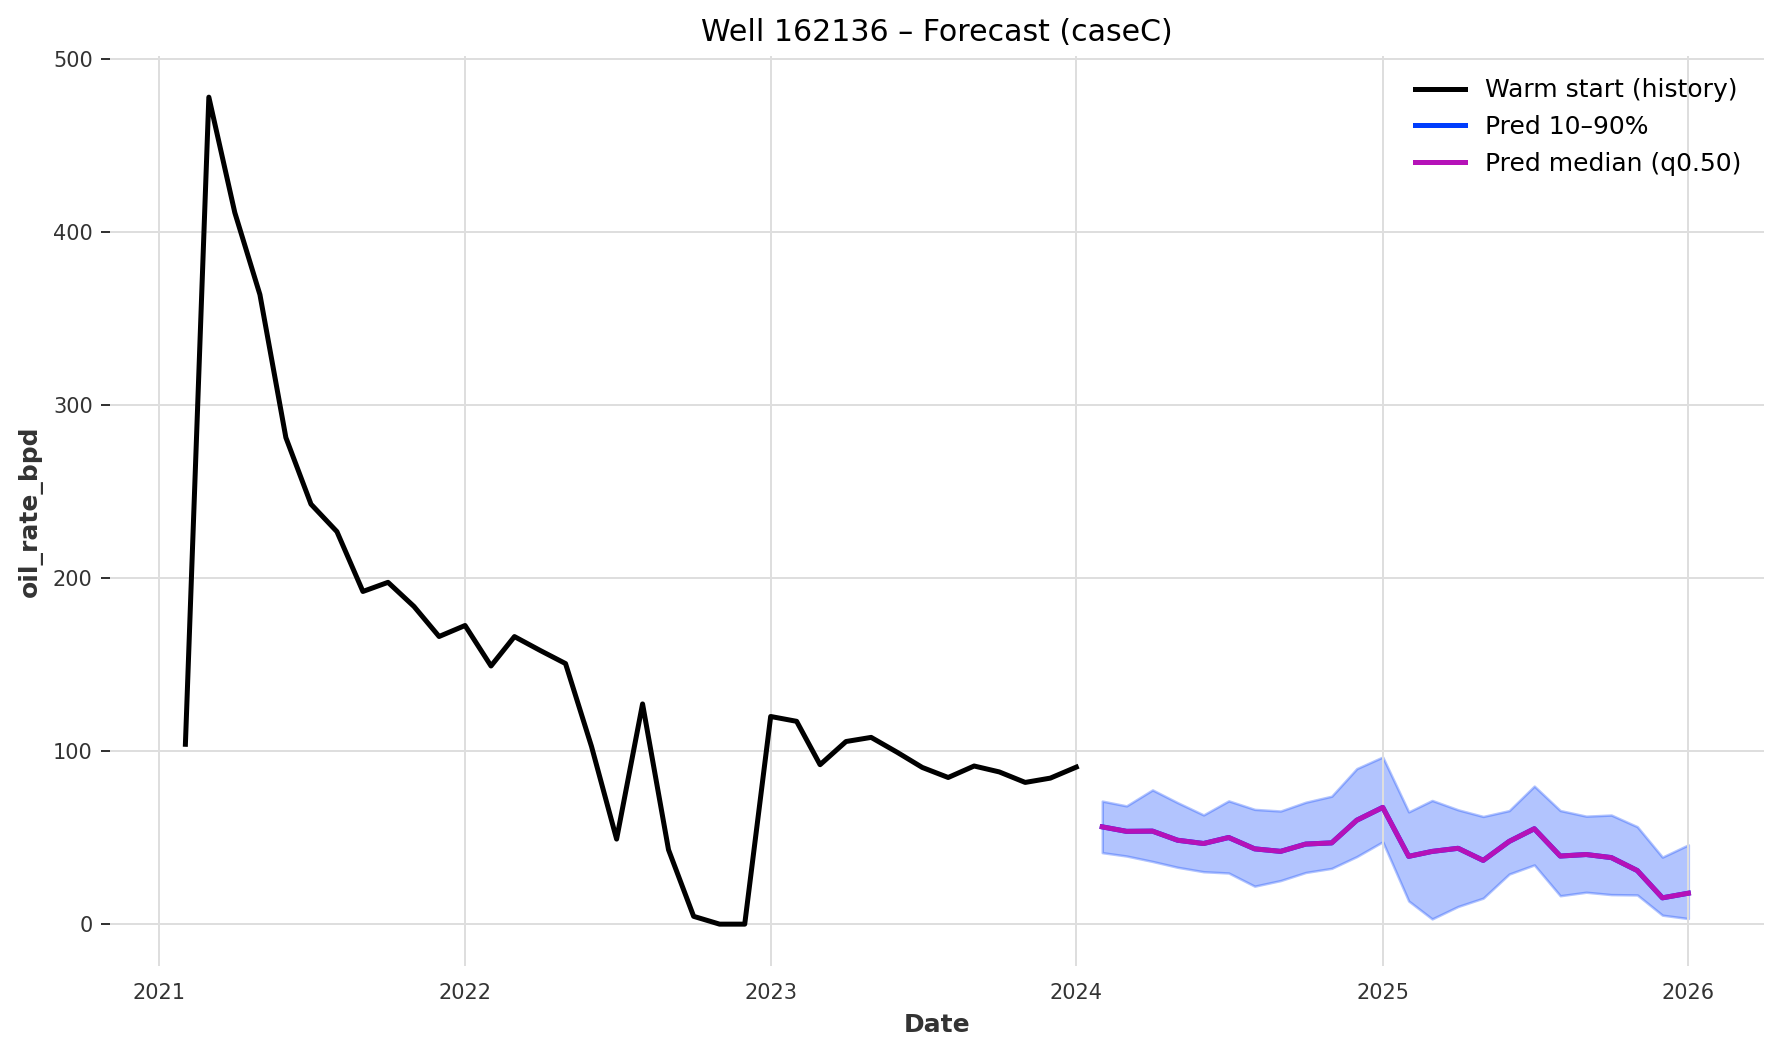 Well 162136 – Forecast (caseC)
500
400
300
200
100
0
oil_rate_bpd
Warm start (history)
Pred 10–90%
Pred median (q0.50)
2021
2022
2023
2024
2025
2026
Date